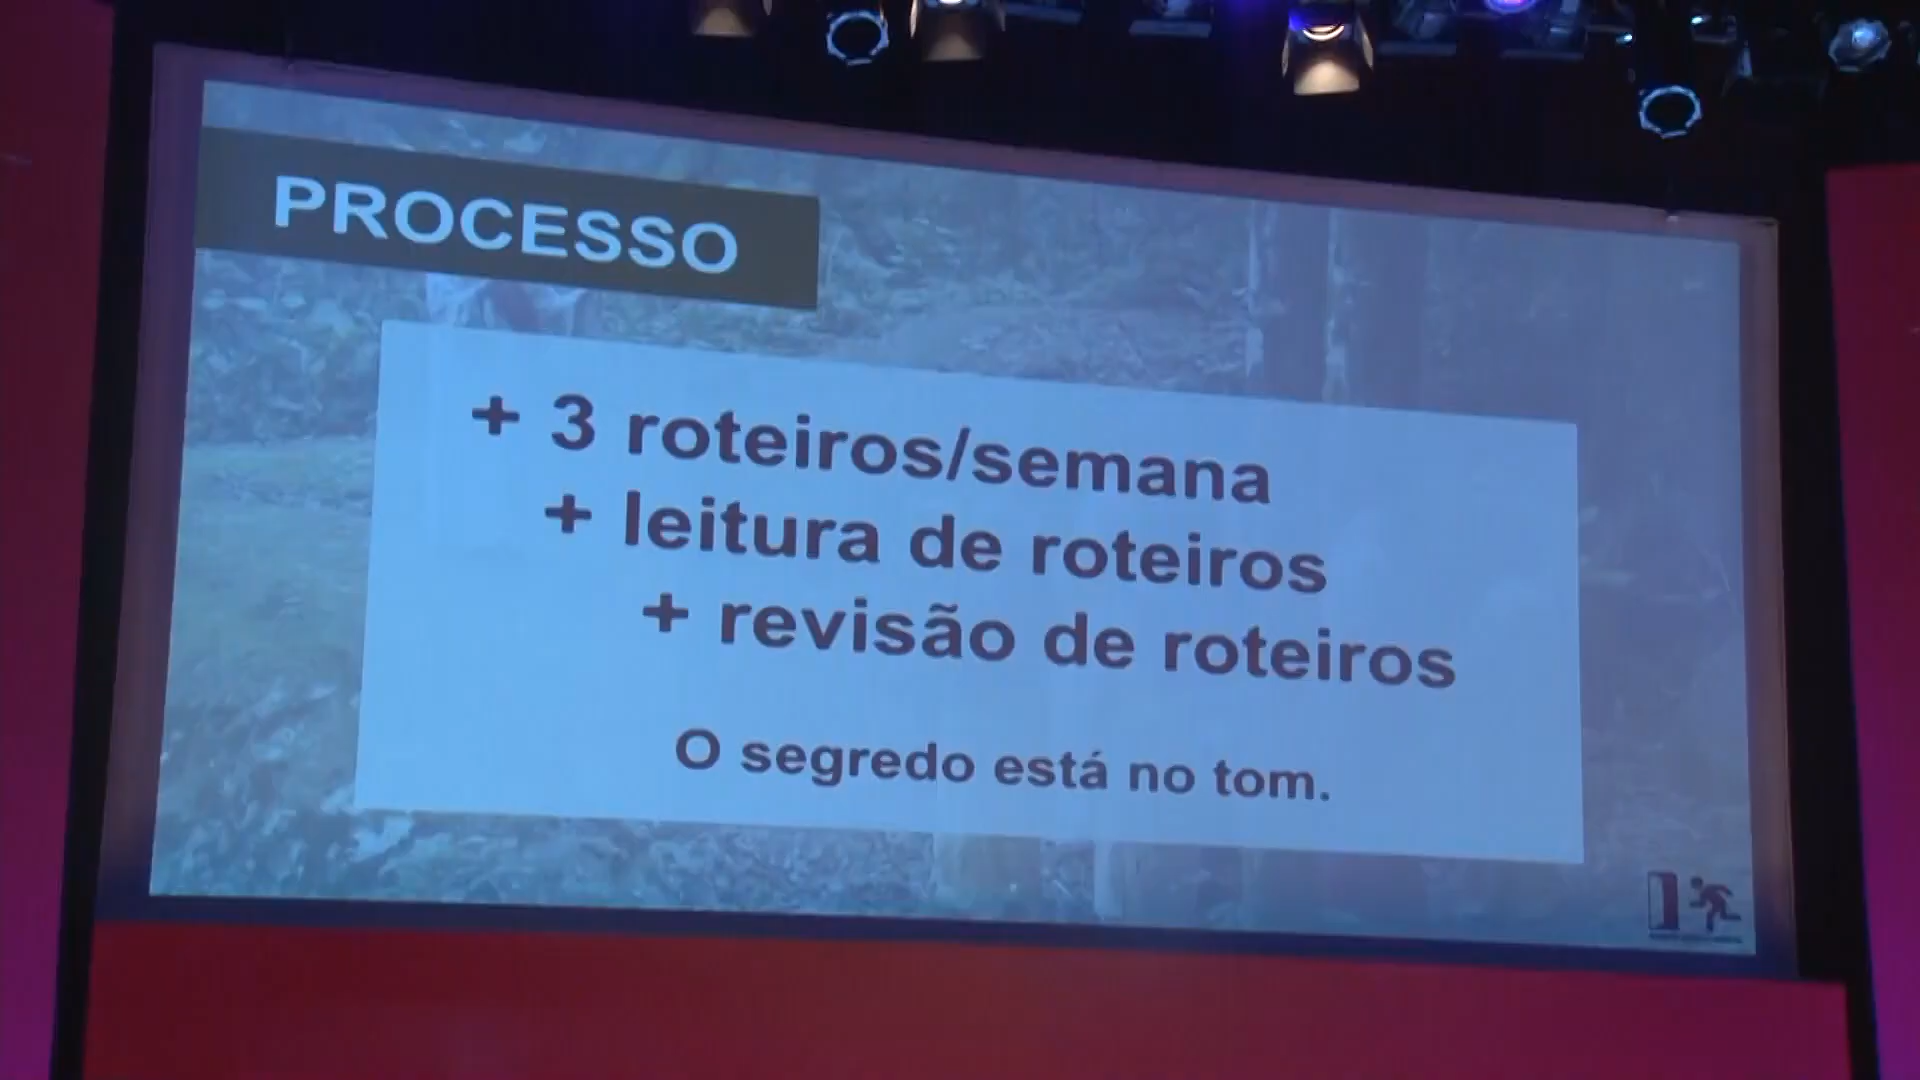 PROCESSO
+ 3 roteiros/semana
+ leitura de roteiros
+ revisão de roteiros
O segredo está no tom.